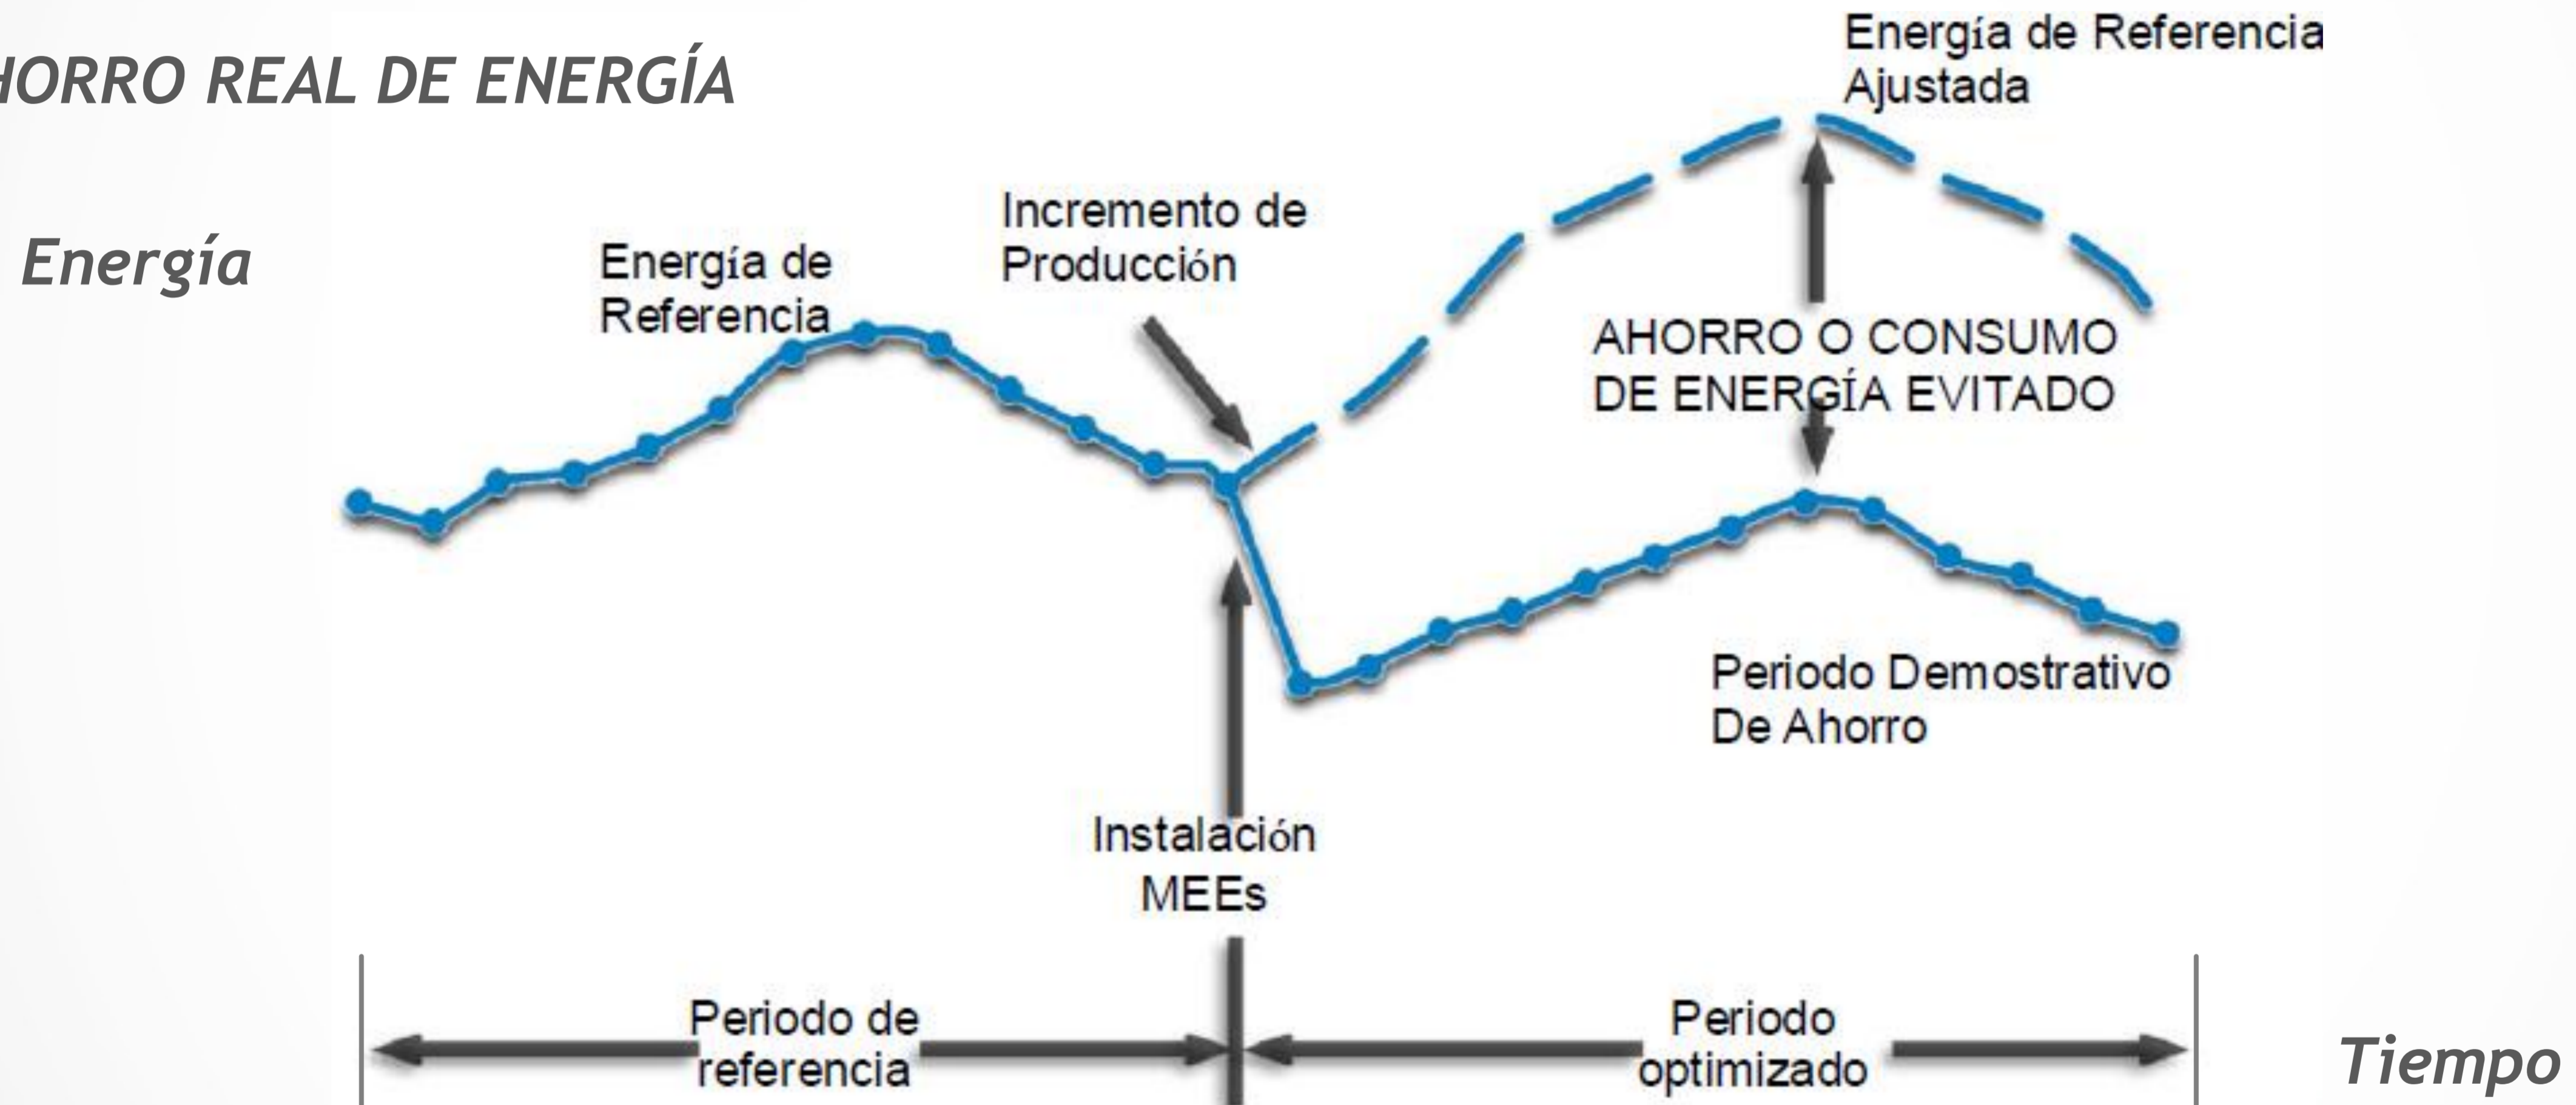 HORRO REAL DE ENERGÍA
Energía de Referencia
Ajustada
Incremento de
Producción
Energía
Energía de
Referencia
AHORRO O CONSUMO
DE ENERGÍA EVITADO
Periodo Demostrativo
De Ahorro
Instalación
MEEs
Periodo de
referencia
Periodo
optimizado
Tiempo